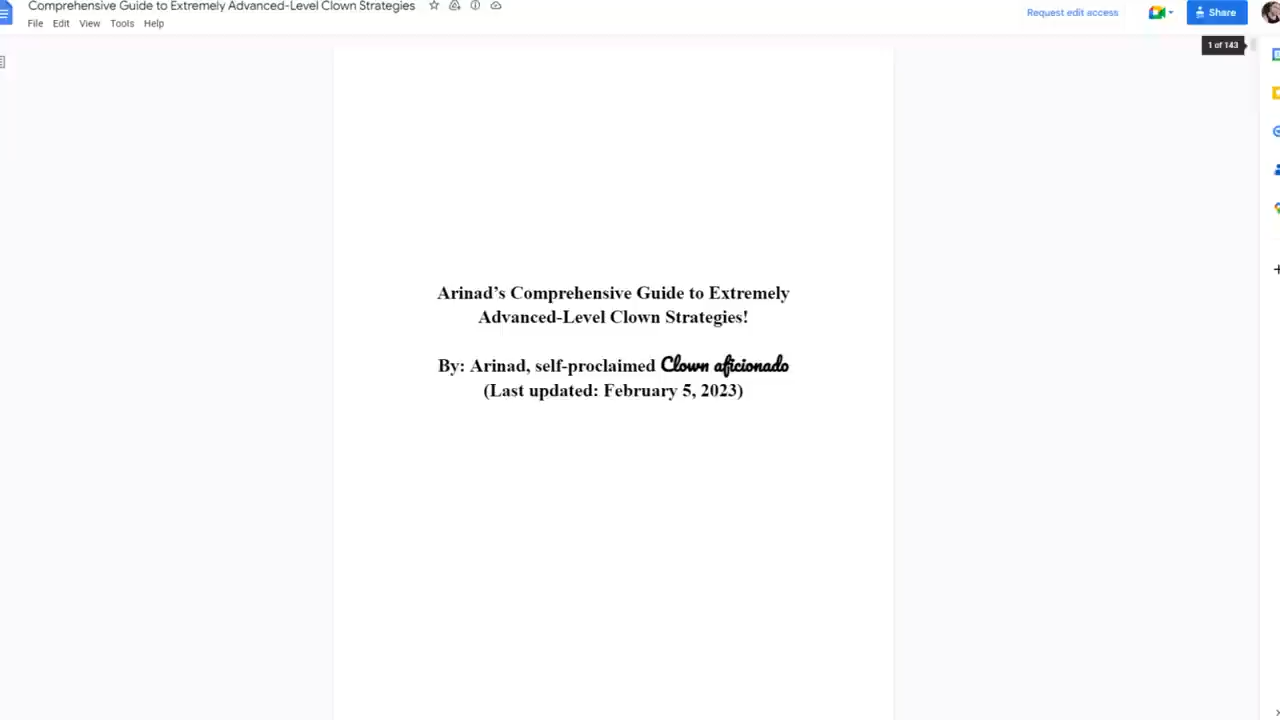 Comprehensive Guide to Extremely Advanced-Level Clown Strategies
File Edit View Tools Help
Request edit access
Share
1 of 143
Arinad’s Comprehensive Guide to Extremely
Advanced-Level Clown Strategies!
By: Arinad, self-proclaimed Clown aficionado
(Last updated: February 5, 2023)